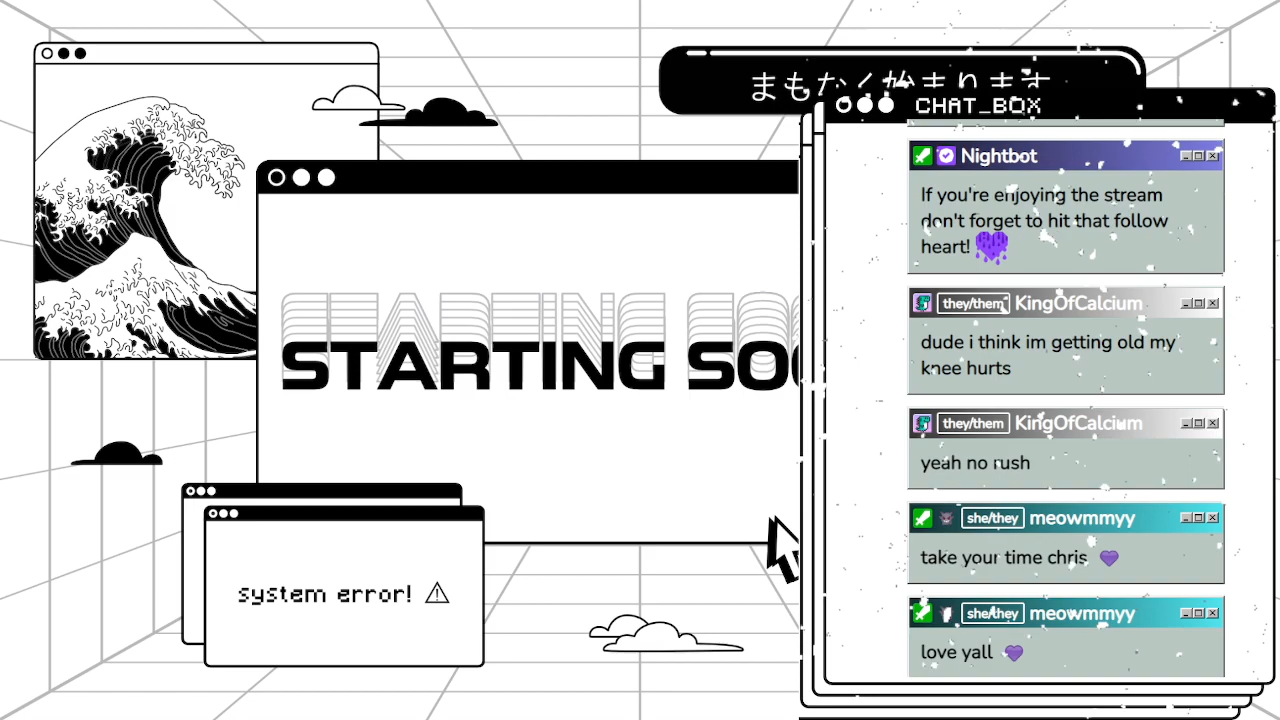 まもなく始まります
CHAT_BOX
Nightbot
If you're enjoying the stream
don't forget to hit that follow
heart!
they/them KingOfCalcium
dude i think im getting old my
knee hurts
they/them KingOfCalcium
yeah no rush
she/they meowmmyy
take your time chris
she/they meowmmyy
love yall
STARTING SOO
system error!